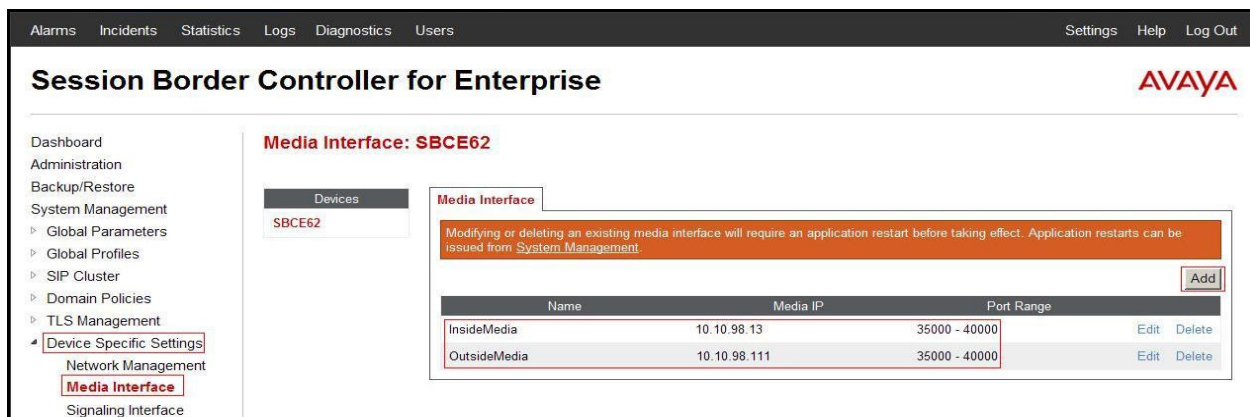 Alarms Incidents Statistics Logs Diagnostics Users Settings Help Log Out
Session Border Controller for Enterprise
AVAYA
Dashboard
Administration
Backup/Restore
System Management
Global Parameters
Global Profiles
SIP Cluster
Domain Policies
TLS Management
Device Specific Settings
Network Management
Media Interface
Signaling Interface
Media Interface: SBCE62
Devices
SBCE62
Media Interface
Modifying or deleting an existing media interface will require an application restart before taking effect. Application restarts can be
issued from System Management.
Add
Name Media IP Port Range
InsideMedia 10.10.98.13 35000 - 40000 Edit Delete
OutsideMedia 10.10.98.111 35000 - 40000 Edit Delete